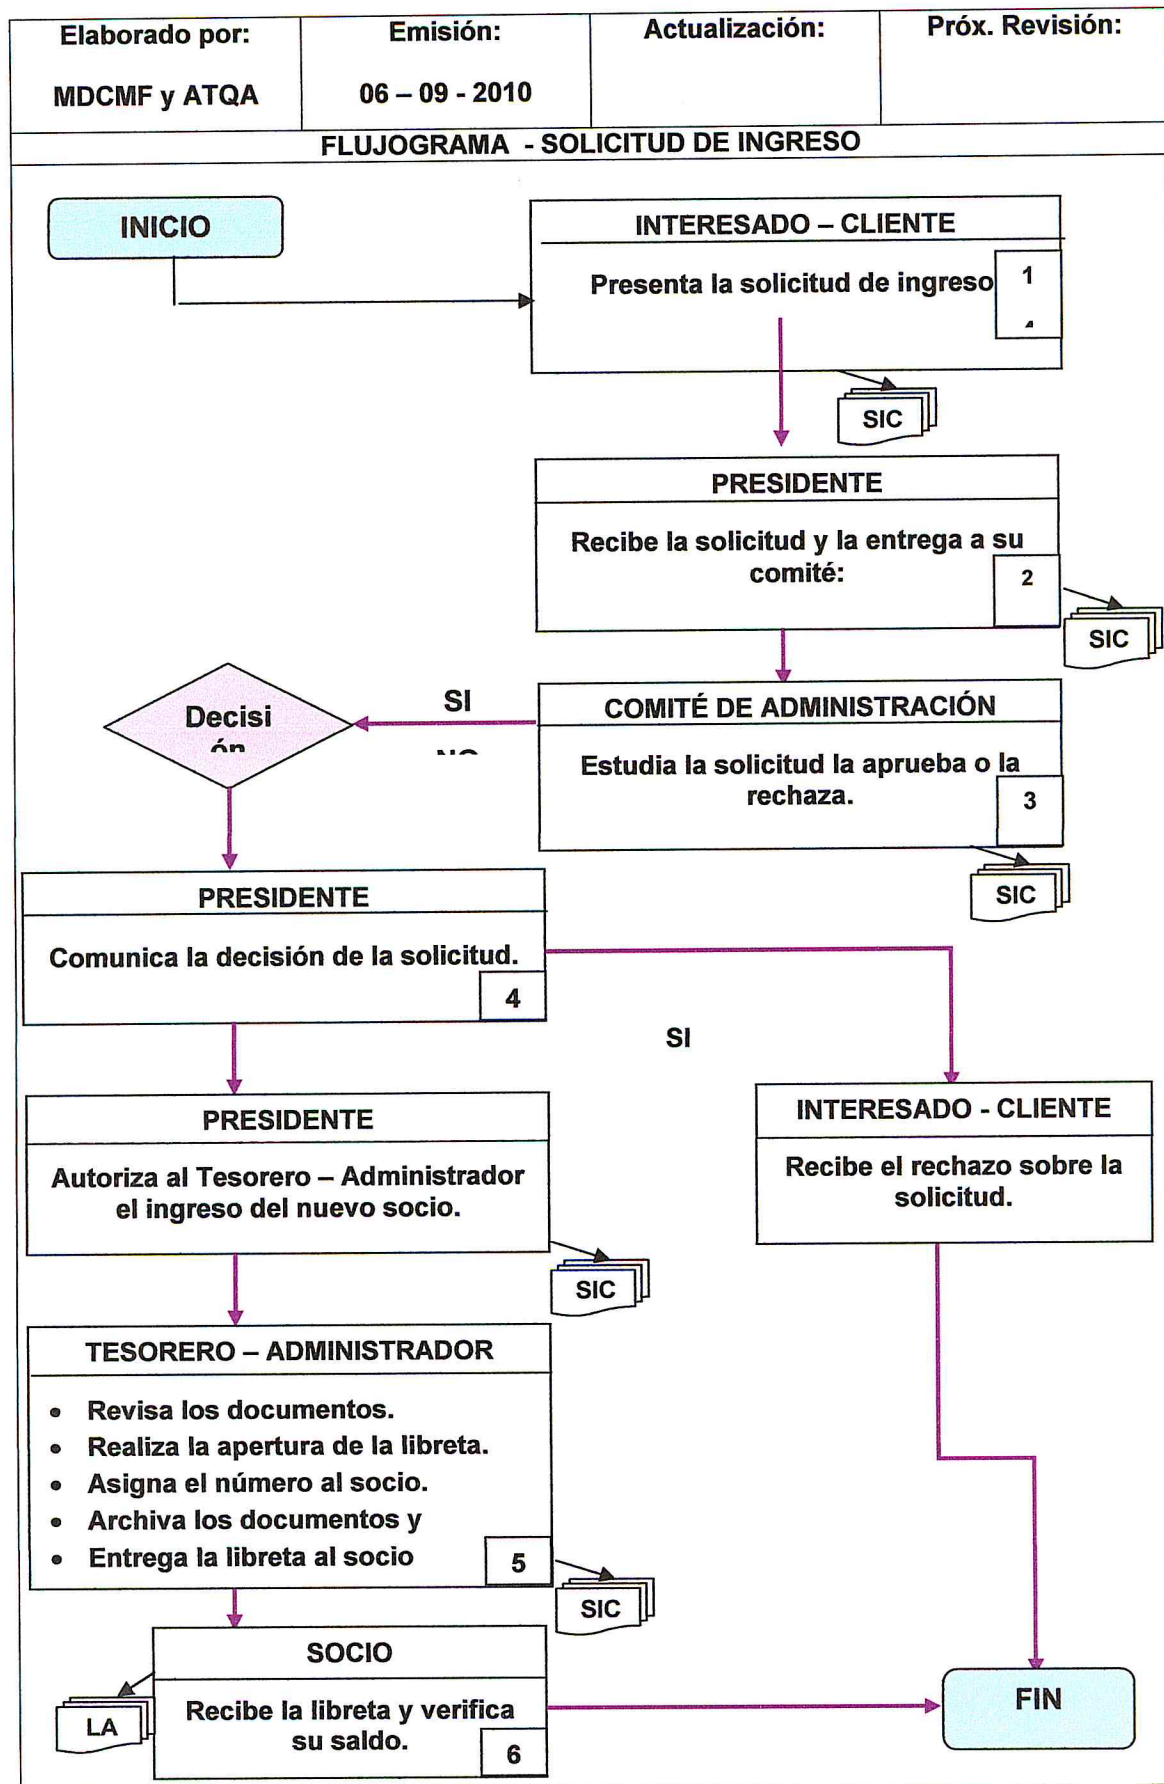 Elaborado por:
MDCMF y ATQA
Emisión:
06 – 09 - 2010
Actualización:
Próx. Revisión:
FLUJOGRAMA - SOLICITUD DE INGRESO
INICIO
INTERESADO – CLIENTE
Presenta la solicitud de ingreso
1
SIC
PRESIDENTE
Recibe la solicitud y la entrega a su
comité:
2
SIC
COMITÉ DE ADMINISTRACIÓN
Estudia la solicitud la aprueba o la
rechaza.
3
SIC
SI
NO
Decisi
ón
PRESIDENTE
Comunica la decisión de la solicitud.
4
SI
PRESIDENTE
Autoriza al Tesorero – Administrador
el ingreso del nuevo socio.
SIC
INTERESADO - CLIENTE
Recibe el rechazo sobre la
solicitud.
TESORERO – ADMINISTRADOR
• Revisa los documentos.
• Realiza la apertura de la libreta.
• Asigna el número al socio.
• Archiva los documentos y
• Entrega la libreta al socio
5
SIC
SOCIO
Recibe la libreta y verifica
su saldo.
6
LA
FIN